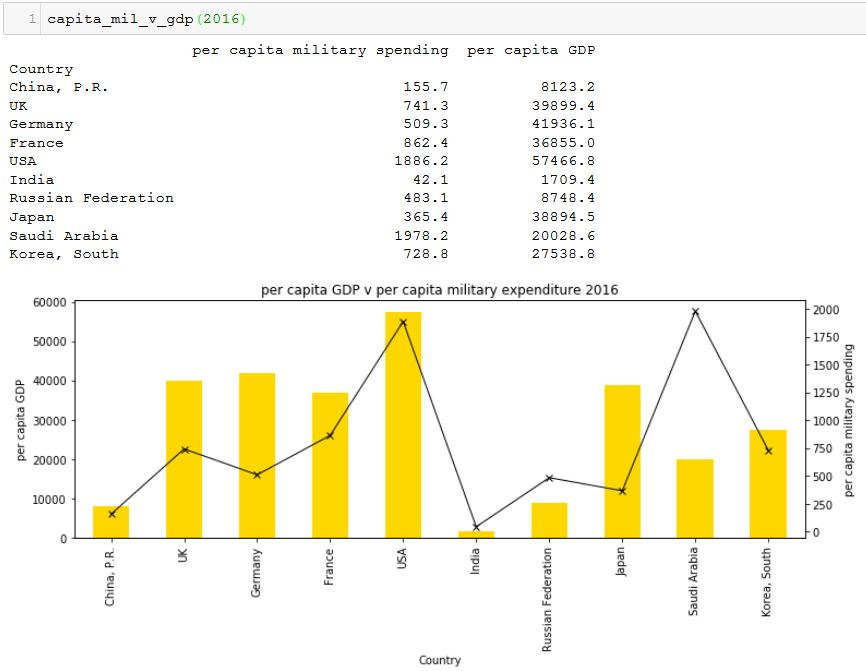 1 capita_mil_v_gdp(2016)
per capita military spending per capita GDP
Country
China, P.R. 155.7 8123.2
UK 741.3 39899.4
Germany 509.3 41936.1
France 862.4 36855.0
USA 1886.2 57466.8
India 42.1 1709.4
Russian Federation 483.1 8748.4
Japan 365.4 38894.5
Saudi Arabia 1978.2 20028.6
Korea, South 728.8 27538.8
per capita GDP v per capita military expenditure 2016
per capita GDP
60000
50000
40000
30000
20000
10000
0
2000
1750
1500
1250
1000
750
500
250
0
per capita military spending
China, P.R.
UK
Germany
France
USA
India
Russian Federation
Japan
Saudi Arabia
Korea, South
Country